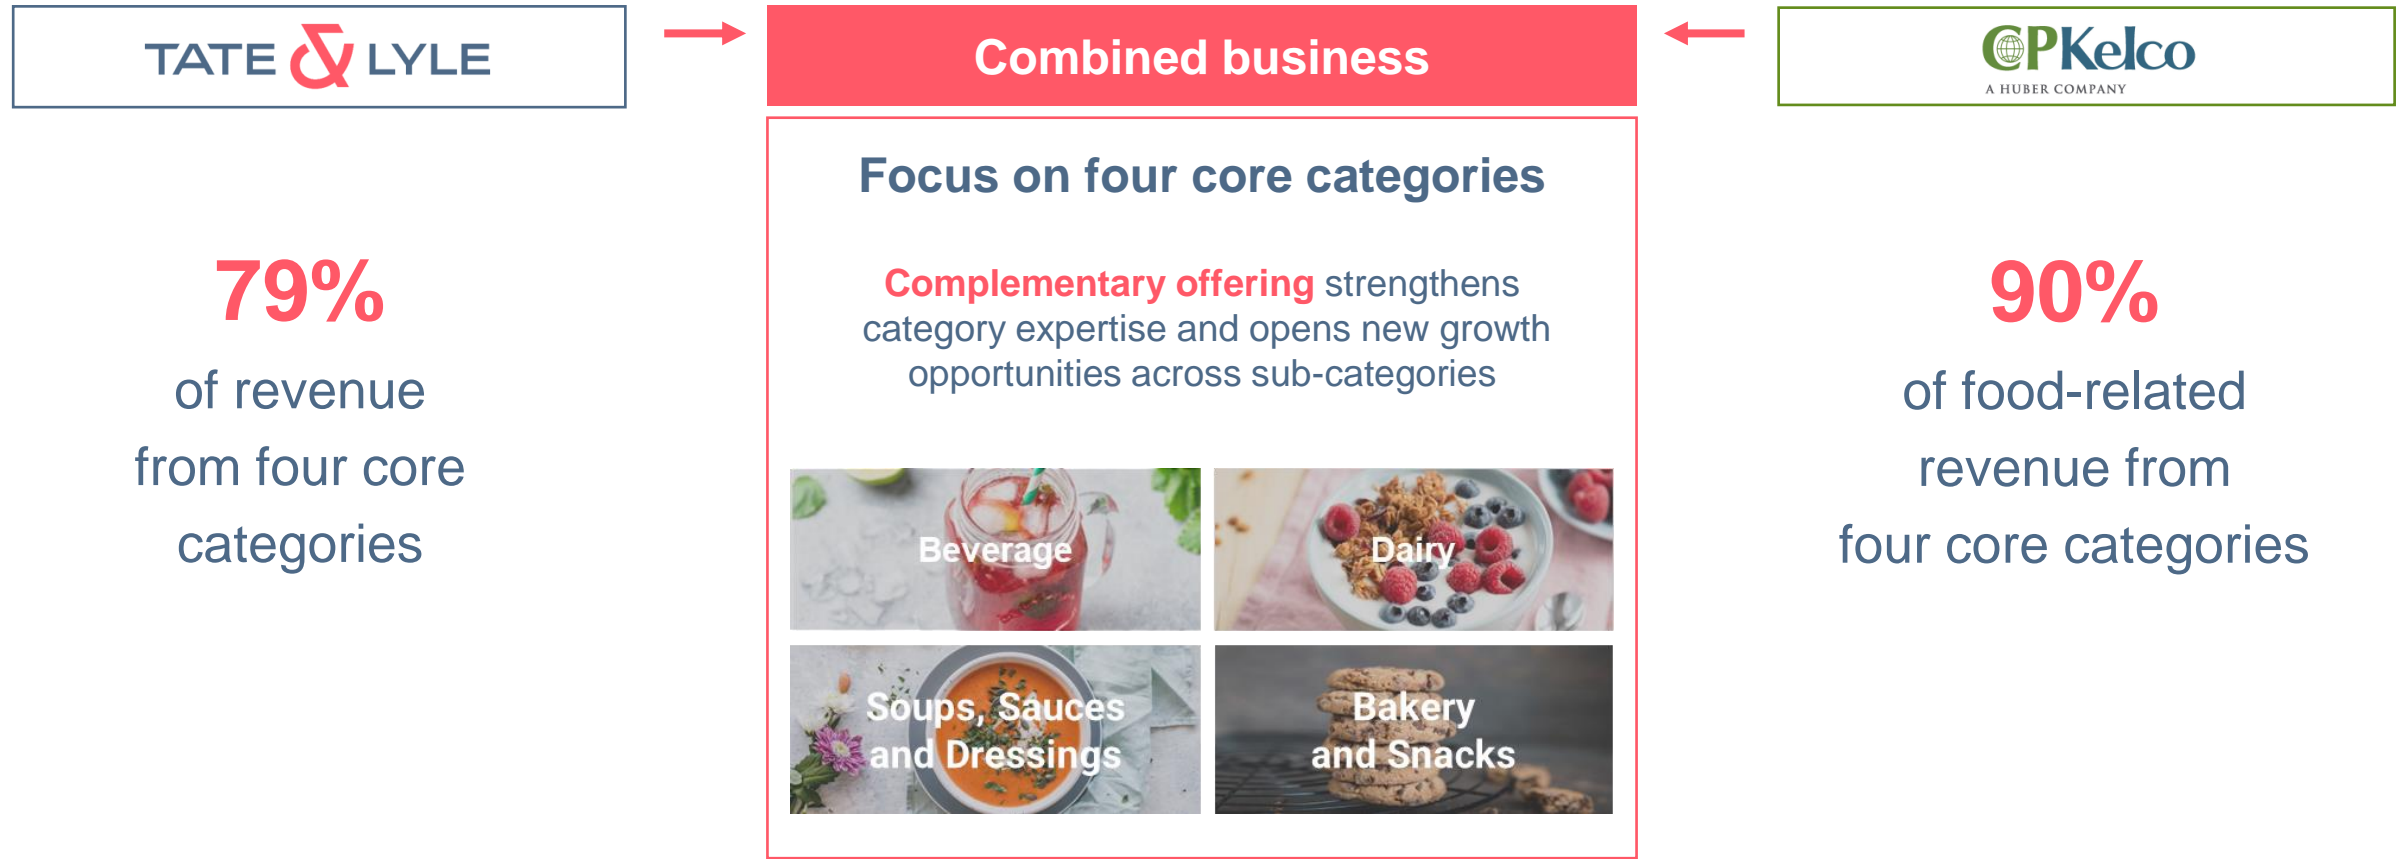 TATE & LYLE
79%
of revenue
from four core
categories
Combined business
Focus on four core categories
Complementary offering strengthens
category expertise and opens new growth
opportunities across sub-categories
Beverage
Dairy
Soups, Sauces
and Dressings
Bakery
and Snacks
CPKelco
A HUBER COMPANY
90%
of food-related
revenue from
four core categories